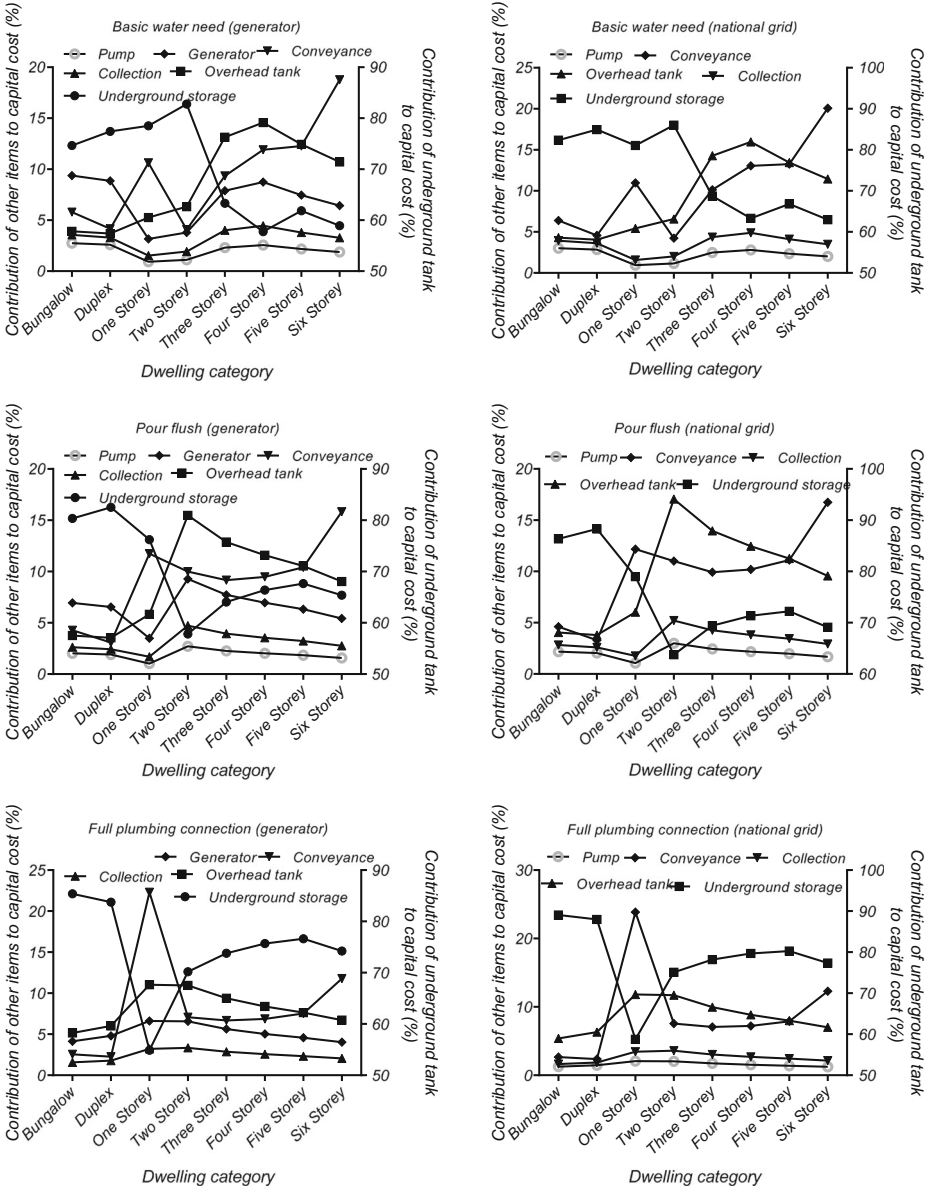 Basic water need (generator)
Pump Generator Conveyance
Collection Overhead tank
Underground storage
Contribution of other items to capital cost (%)
20
15
10
5
0
90
80
70
60
50
Contribution of underground tank
to capital cost (%)
Bungalow Duplex One Storey Two Storey Three Storey Four Storey Five Storey Six Storey
Dwelling category
Basic water need (national grid)
Pump Conveyance
Overhead tank Collection
Underground storage
Contribution of other items to capital cost (%)
25
20
15
10
5
0
100
90
80
70
60
50
Contribution of underground tank
to capital cost (%)
Bungalow Duplex One Storey Two Storey Three Storey Four Storey Five Storey Six Storey
Dwelling category
Pour flush (generator)
Pump Generator Conveyance
Collection Overhead tank
Underground storage
Contribution of other items to capital cost (%)
20
15
10
5
0
90
80
70
60
50
Contribution of underground tank
to capital cost (%)
Bungalow Duplex One Storey Two Storey Three Storey Four Storey Five Storey Six Storey
Dwelling category
Pour flush (national grid)
Pump Conveyance Collection
Overhead tank Underground storage
Contribution of other items to capital cost (%)
20
15
10
5
0
100
90
80
70
60
Contribution of underground tank
to capital cost (%)
Bungalow Duplex One Storey Two Storey Three Storey Four Storey Five Storey Six Storey
Dwelling category
Full plumbing connection (generator)
Generator Conveyance
Collection Overhead tank
Underground storage
Contribution of other items to capital cost (%)
25
20
15
10
5
0
90
80
70
60
50
Contribution of underground tank
to capital cost (%)
Bungalow Duplex One Storey Two Storey Three Storey Four Storey Five Storey Six Storey
Dwelling category
Full plumbing connection (national grid)
Pump Conveyance Collection
Overhead tank Underground storage
Contribution of other items to capital cost (%)
30
20
10
0
100
90
80
70
60
50
Contribution of underground tank
to capital cost (%)
Bungalow Duplex One Storey Two Storey Three Storey Four Storey Five Storey Six Storey
Dwelling category